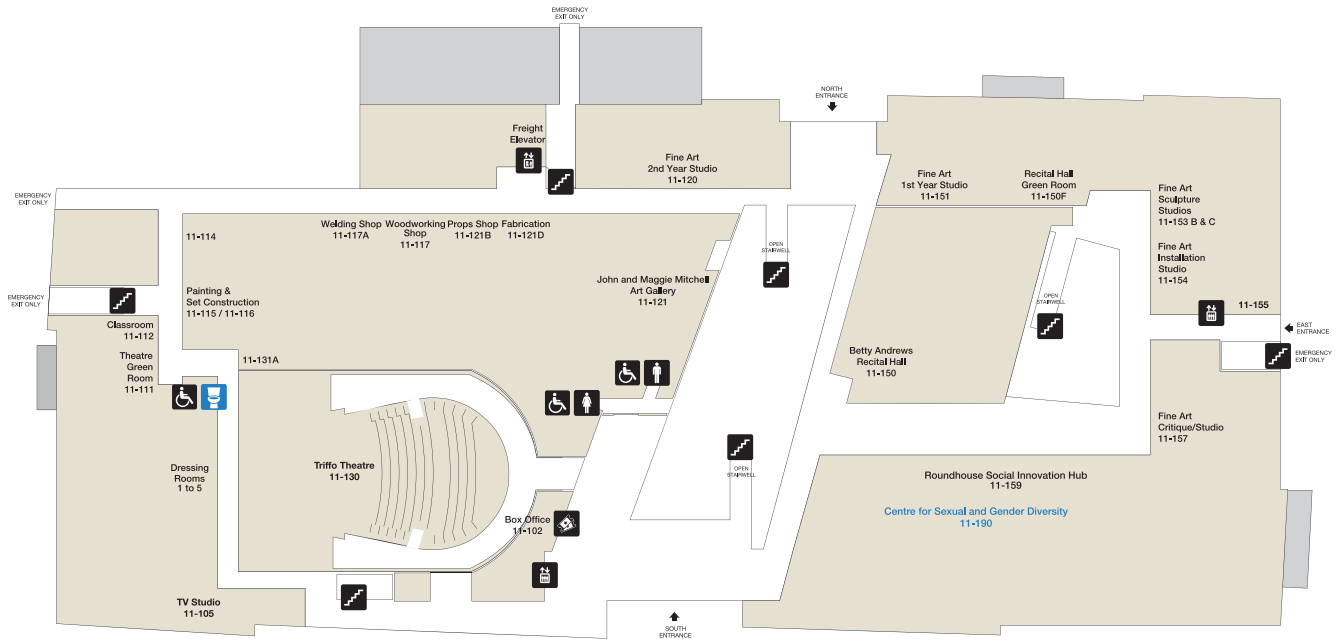 EMERGENCY
EXIT ONLY
NORTH
ENTRANCE
Freight
Elevator
Fine Art
2nd Year Studio
11-120
Fine Art
1st Year Studio
11-151
Recital Hall
Green Room
11-150F
Fine Art
Sculpture
Studios
11-153 B & C
EMERGENCY
EXIT ONLY
11-114
Welding Shop
11-117A
Woodworking
Shop
11-117
Props Shop
11-121B
Fabrication
11-121D
OPEN
STAIRWELL
Fine Art
Installation
Studio
11-154
John and Maggie Mitchell
Art Gallery
11-121
EMERGENCY
EXIT ONLY
Painting &
Set Construction
11-115 / 11-116
OPEN
STAIRWELL
11-155
Classroom
11-112
EAST
ENTRANCE
Theatre
Green
Room
11-111
11-131A
Betty Andrews
Recital Hall
11-150
EMERGENCY
EXIT ONLY
Fine Art
Critique/Studio
11-157
Dressing
Rooms
1 to 5
Triffo Theatre
11-130
OPEN
STAIRWELL
Roundhouse Social Innovation Hub
11-159
Centre for Sexual and Gender Diversity
11-190
Box Office
11-102
TV Studio
11-105
SOUTH
ENTRANCE